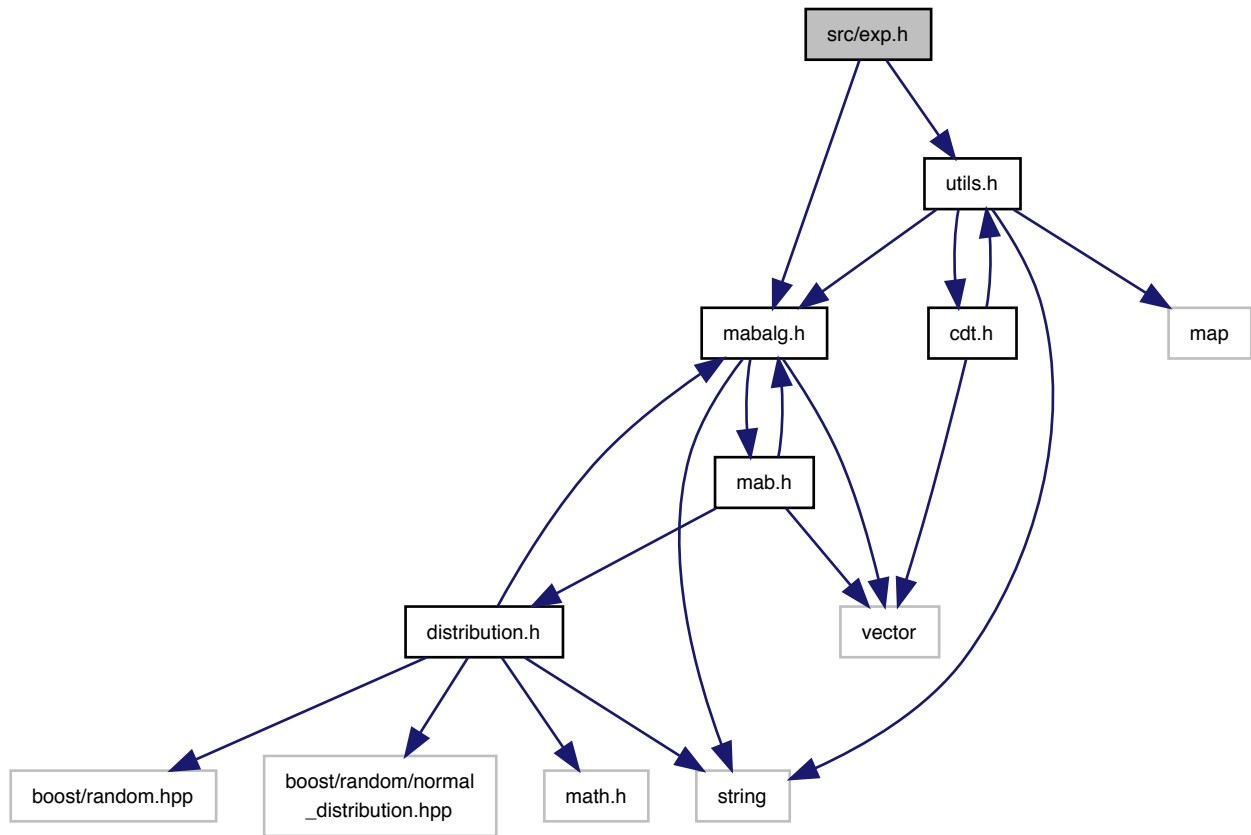 src/exp.h
utils.h
mabalg.h
cdt.h
map
mab.h
distribution.h
vector
boost/random.hpp
boost/random/normal
_distribution.hpp
math.h
string